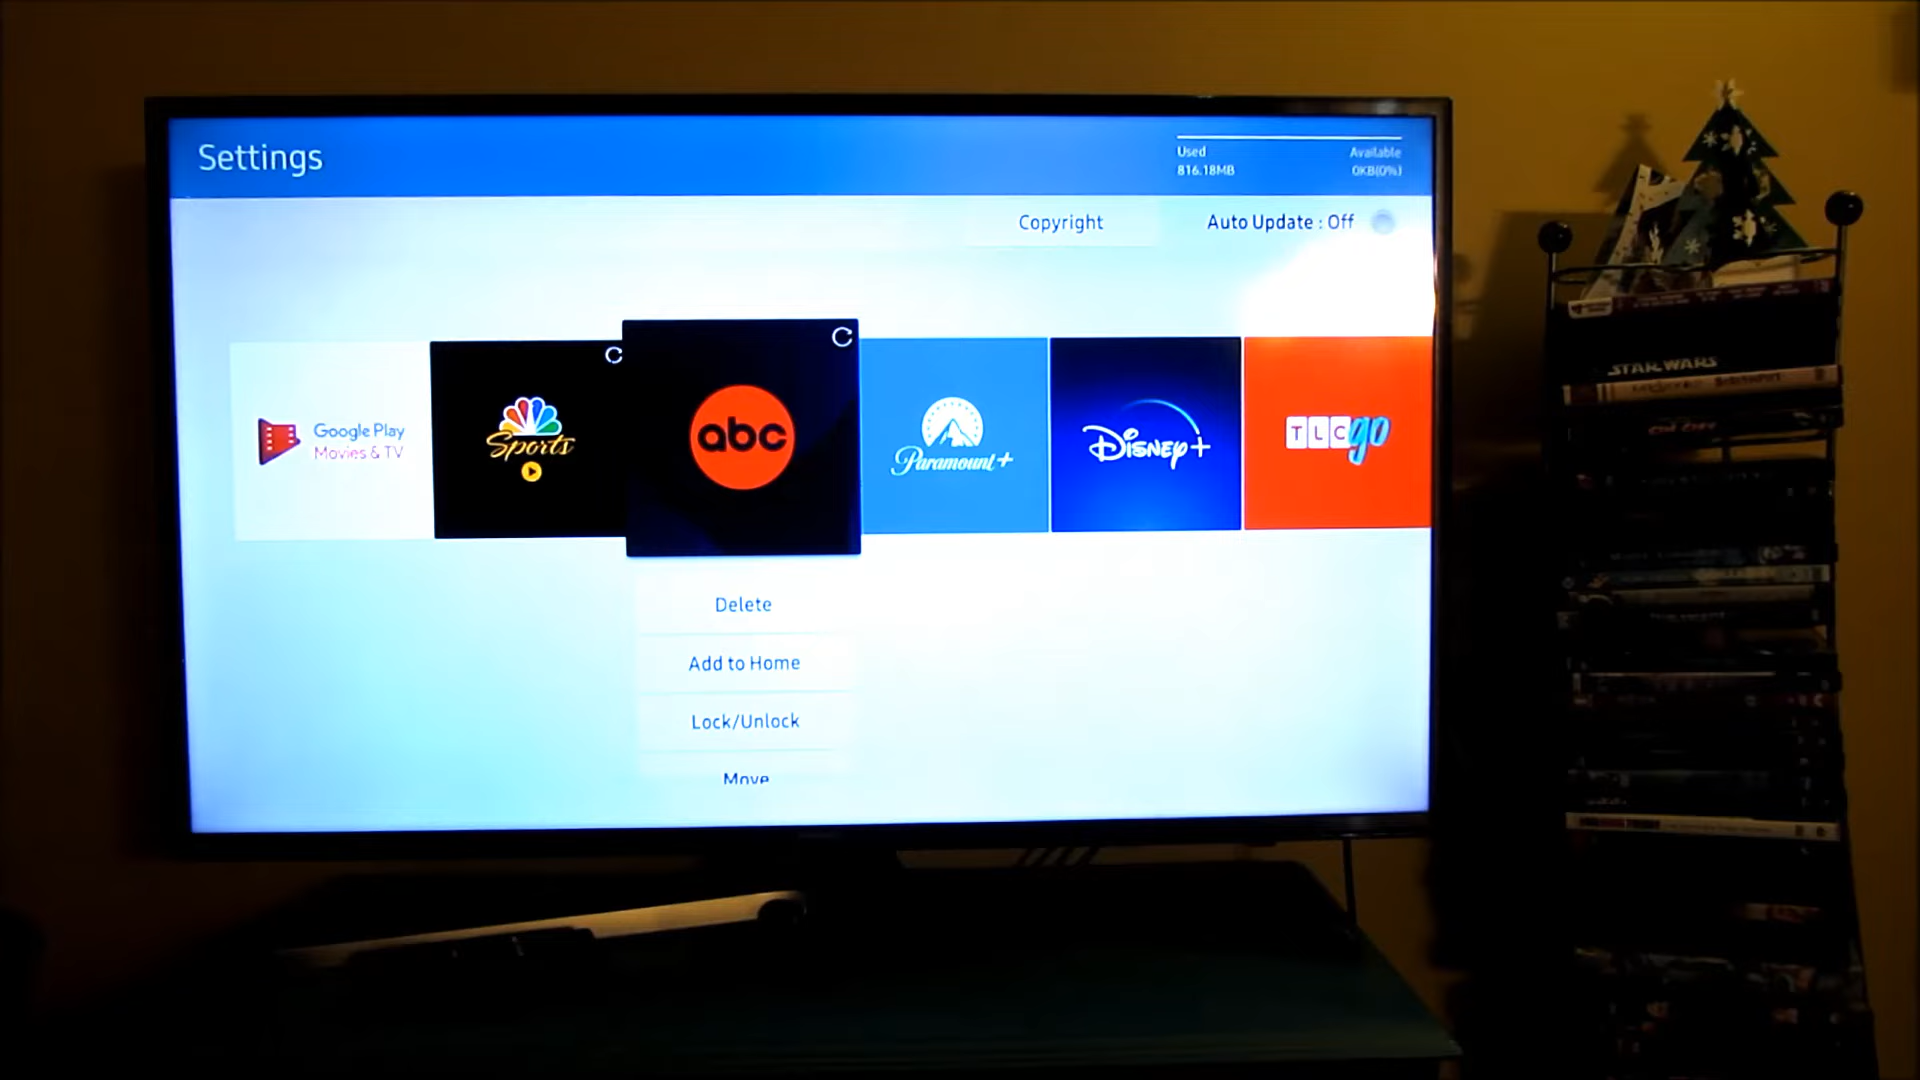 Settings
Used
Available
816.18MB
0KB(0%)
Copyright
Auto Update : Off
Google Play
Movies & TV
Sports
abc
Paramount+
Disney+
TLC go
Delete
Add to Home
Lock/Unlock
Move
STAR WARS